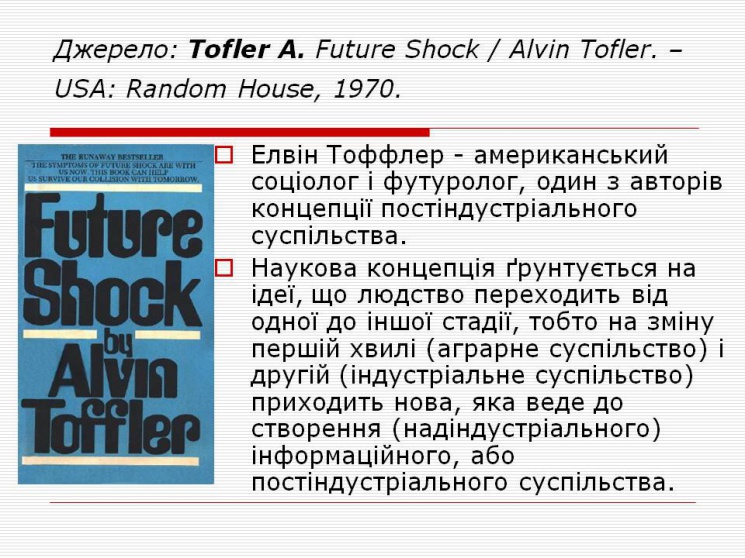 Джерело: Tofler A. Future Shock / Alvin Tofler. –
USA: Random House, 1970.
THE RUNAWAY BESTSELLER
THE SYMPTOMS OF FUTURE SHOCK ARE WITH
US NOW. THIS BOOK CAN HELP
US SURVIVE OUR COLLISION WITH TOMORROW.
Future
Shock
by
Alvin
Toffler
Елвін Тоффлер - американський
соціолог і футуролог, один з авторів
концепції постіндустріального
суспільства.
Наукова концепція ґрунтується на
ідеї, що людство переходить від
одної до іншої стадії, тобто на зміну
першій хвилі (аграрне суспільство) і
другій (індустріальне суспільство)
приходить нова, яка веде до
створення (надіндустріального)
інформаційного, або
постіндустріального суспільства.